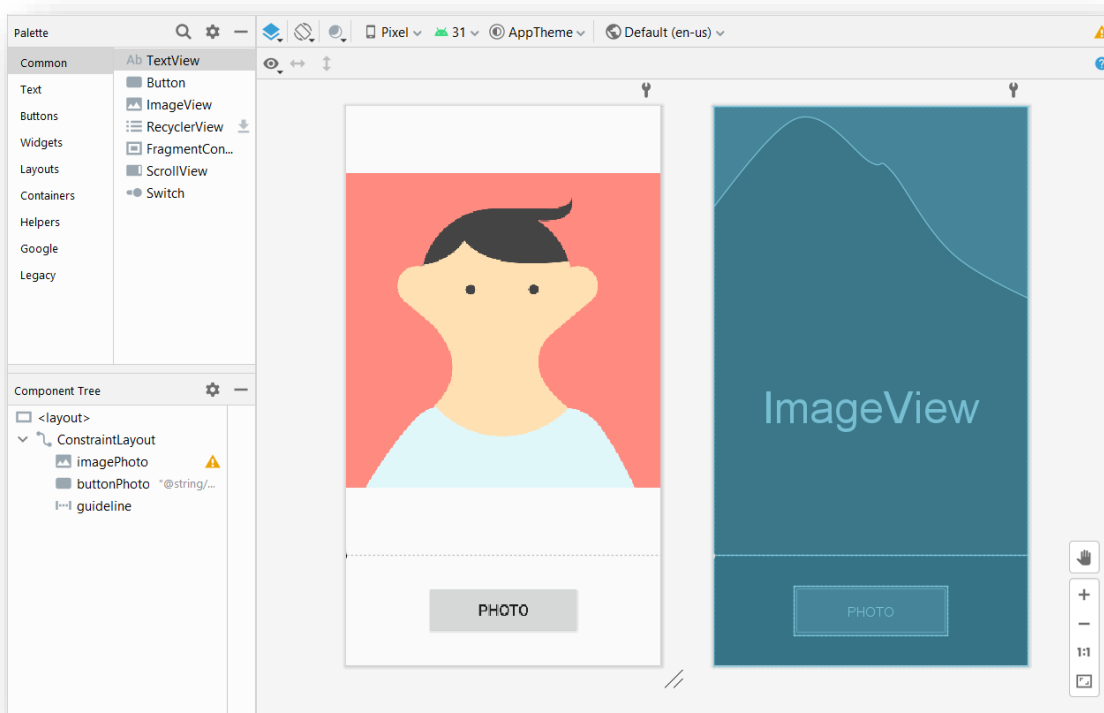 Palette
Pixel
31
AppTheme
Default (en-us)
Common
Text
Buttons
Widgets
Layouts
Containers
Helpers
Google
Legacy
Ab TextView
Button
ImageView
RecyclerView
FragmentCon...
ScrollView
Switch
Component Tree
<layout>
ConstraintLayout
imagePhoto
buttonPhoto "@string/...
guideline
PHOTO
ImageView
PHOTO
1:1